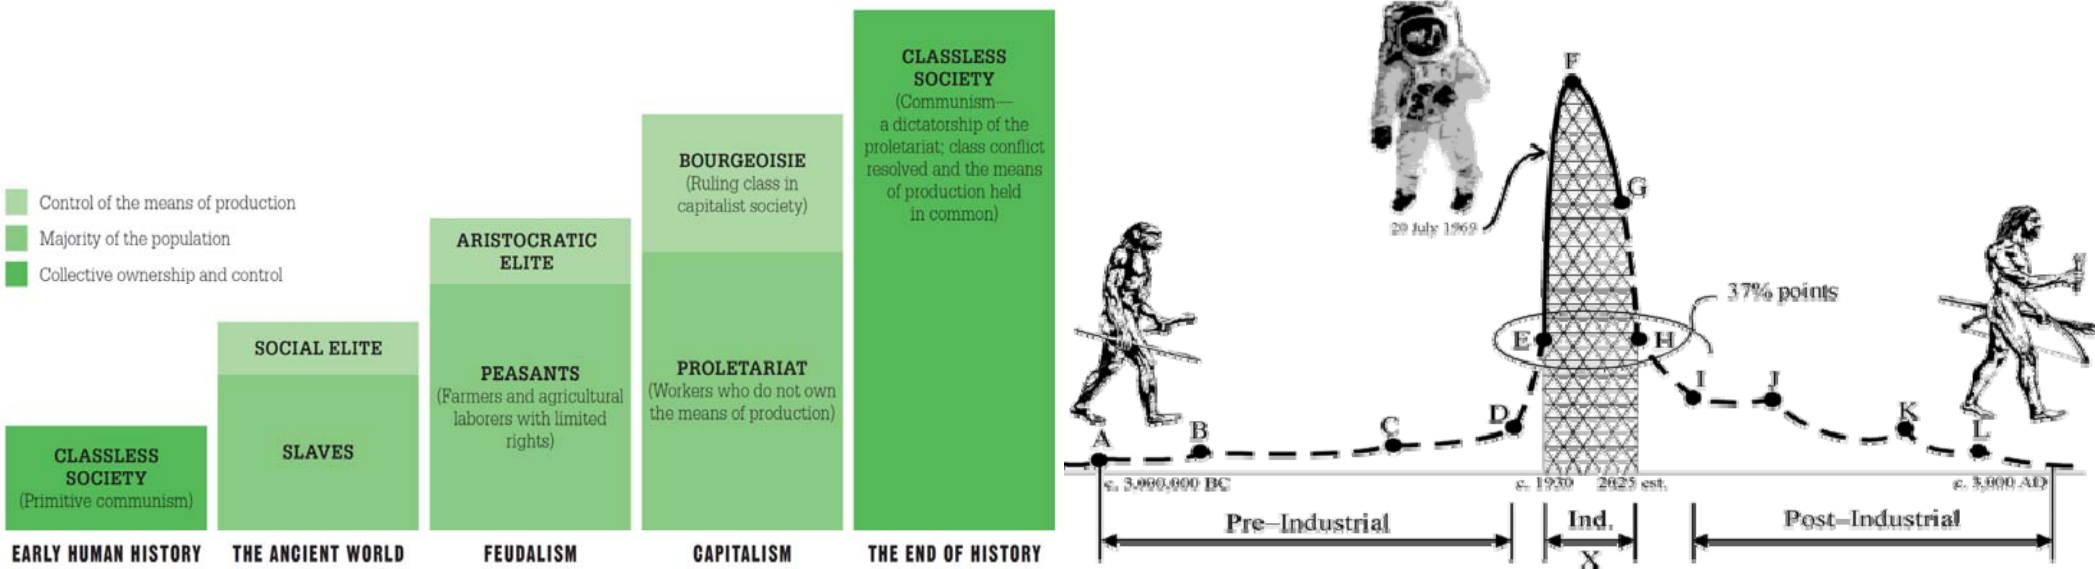 Control of the means of production
Majority of the population
Collective ownership and control
CLASSLESS
SOCIETY
(Primitive communism)
EARLY HUMAN HISTORY
SOCIAL ELITE
SLAVES
THE ANCIENT WORLD
ARISTOCRATIC
ELITE
PEASANTS
(Farmers and agricultural
laborers with limited
rights)
FEUDALISM
BOURGEOISIE
(Ruling class in
capitalist society)
PROLETARIAT
(Workers who do not own
the means of production)
CAPITALISM
CLASSLESS
SOCIETY
(Communism—
a dictatorship of the
proletariat; class conflict
resolved and the means
of production held
in common)
THE END OF HISTORY
F
G
20 July 1969
37% points
E
H
I
J
D
K
C
L
B
A
c. 3,000,000 BC
c. 1930
2025 est.
c. 3,000 AD
Pre-Industrial
Ind.
Post-Industrial
X